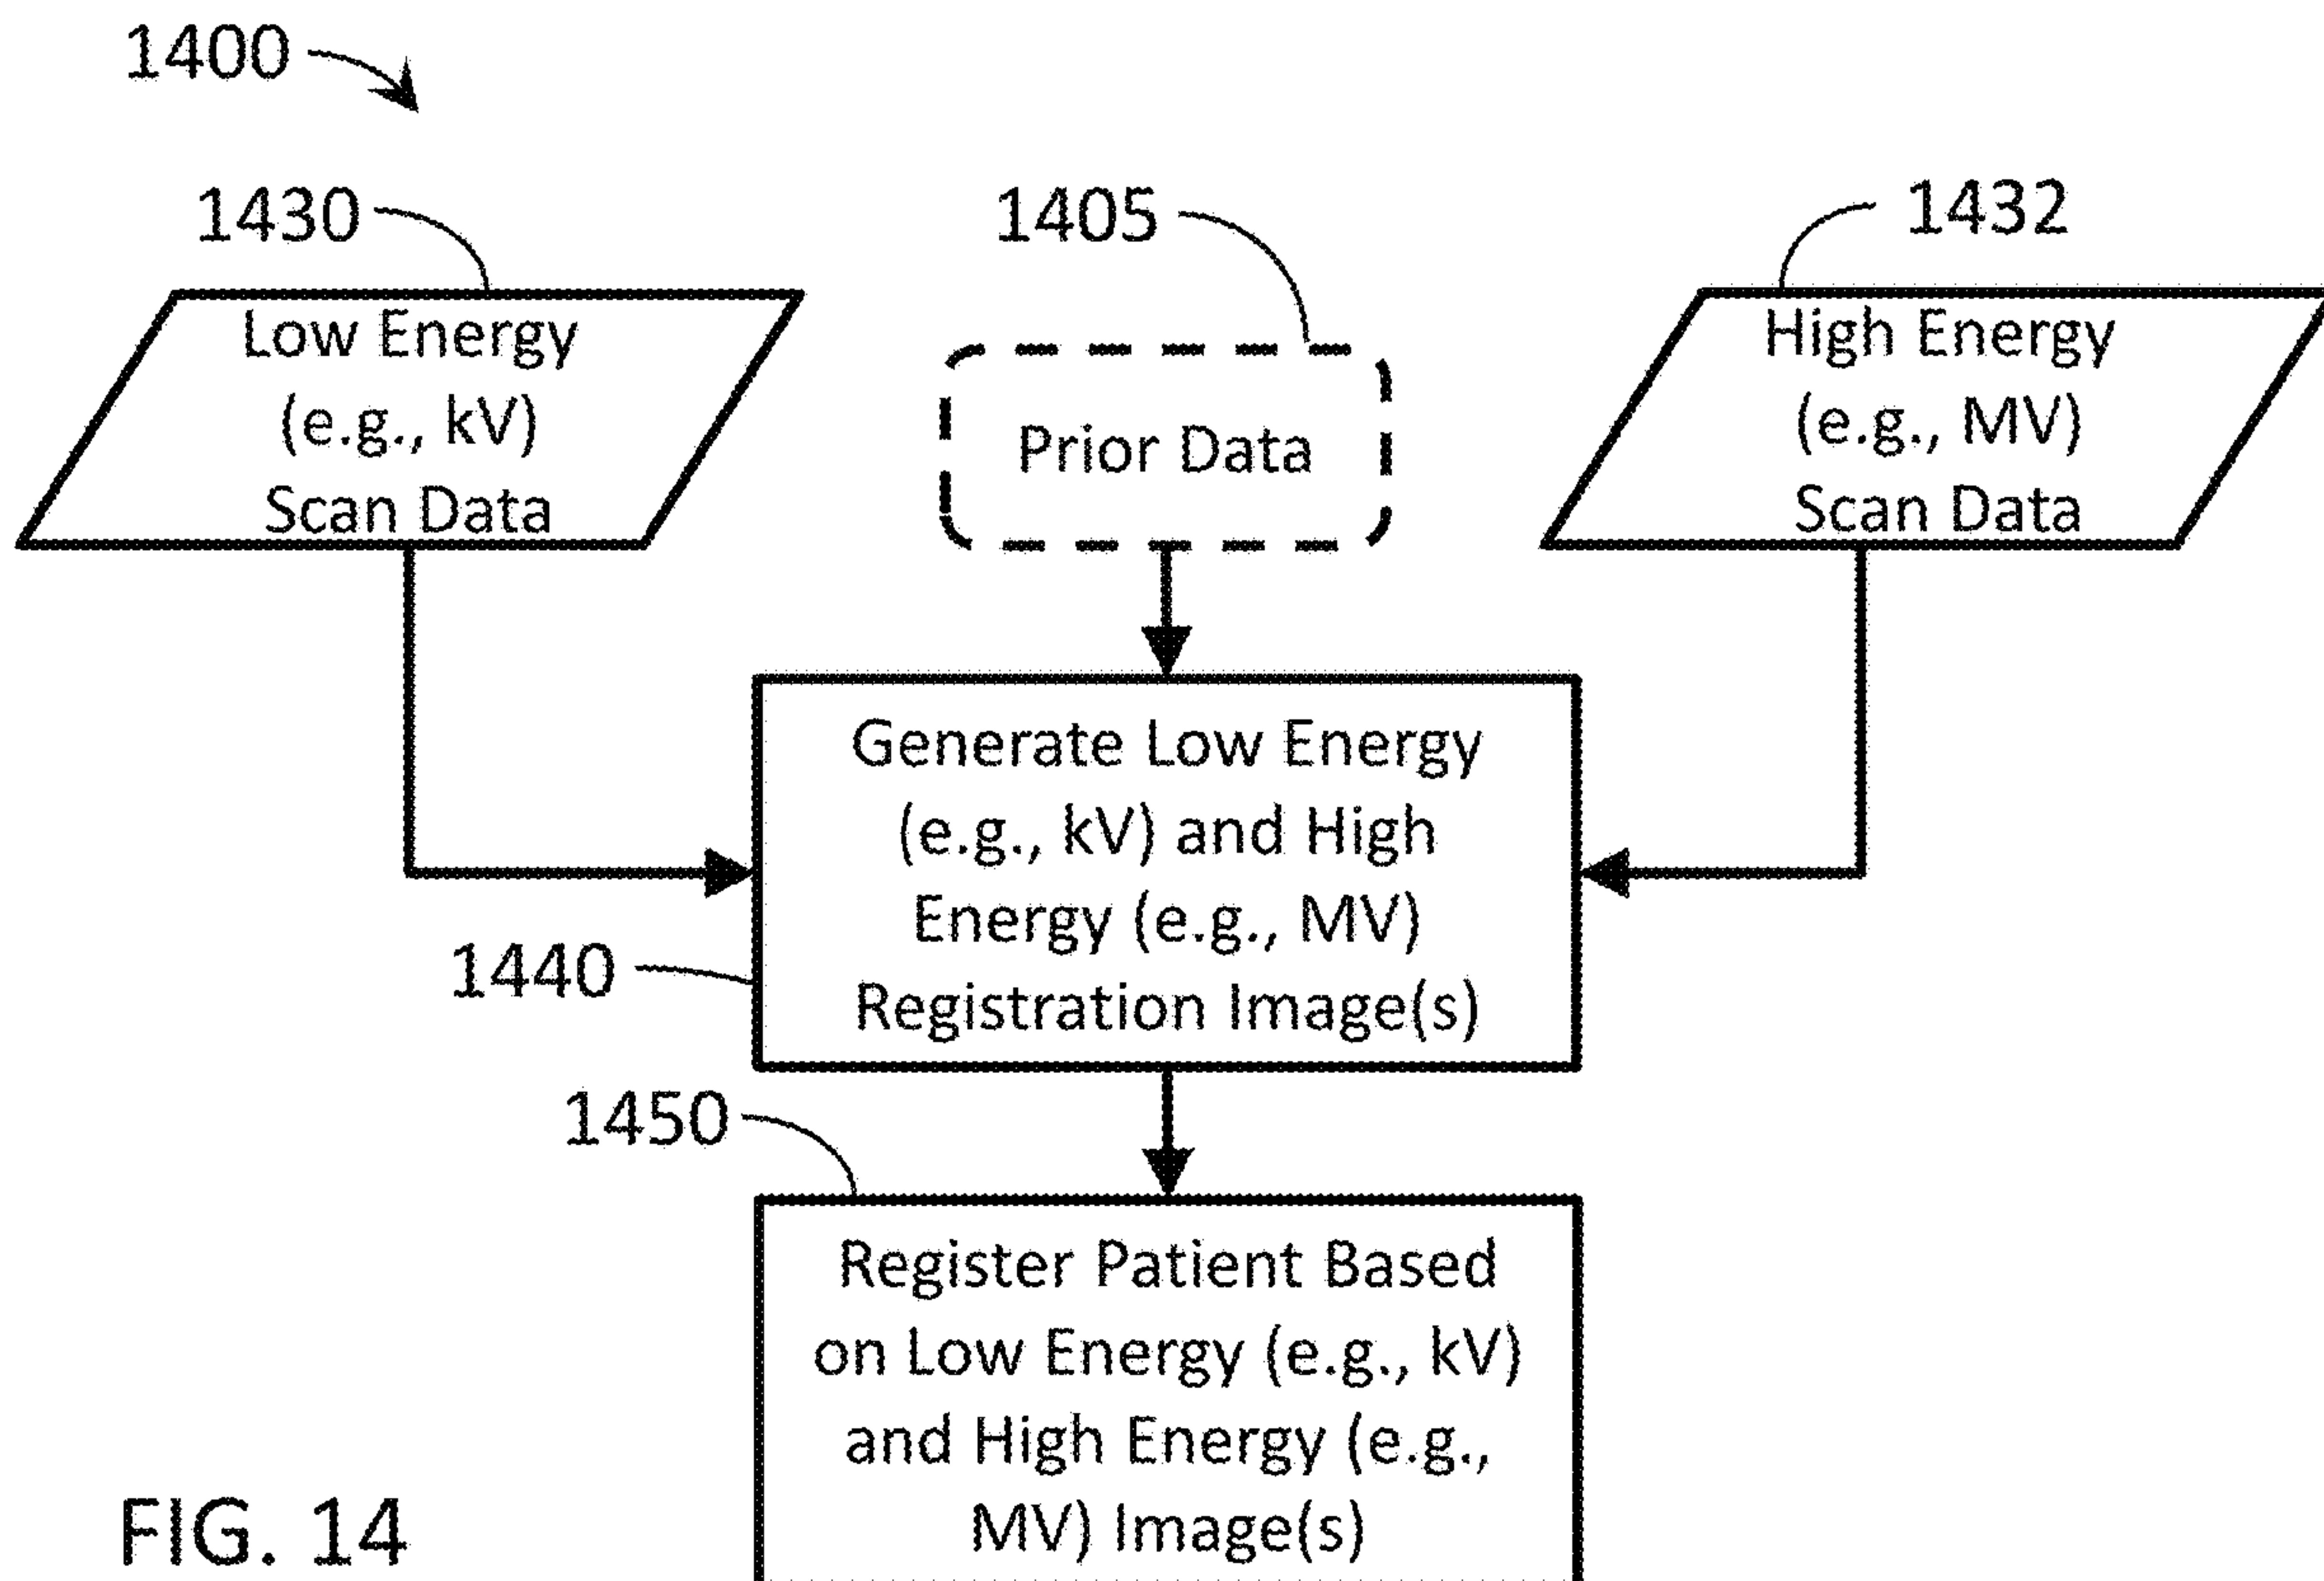 1400
1430
1405
1432
Low Energy
(e.g., kV)
Scan Data
Prior Data
High Energy
(e.g., MV)
Scan Data
Generate Low Energy
(e.g., kV) and High
Energy (e.g., MV)
Registration Image(s)
1440
1450
Register Patient Based
on Low Energy (e.g., kV)
and High Energy (e.g.,
MV) Image(s)
FIG. 14